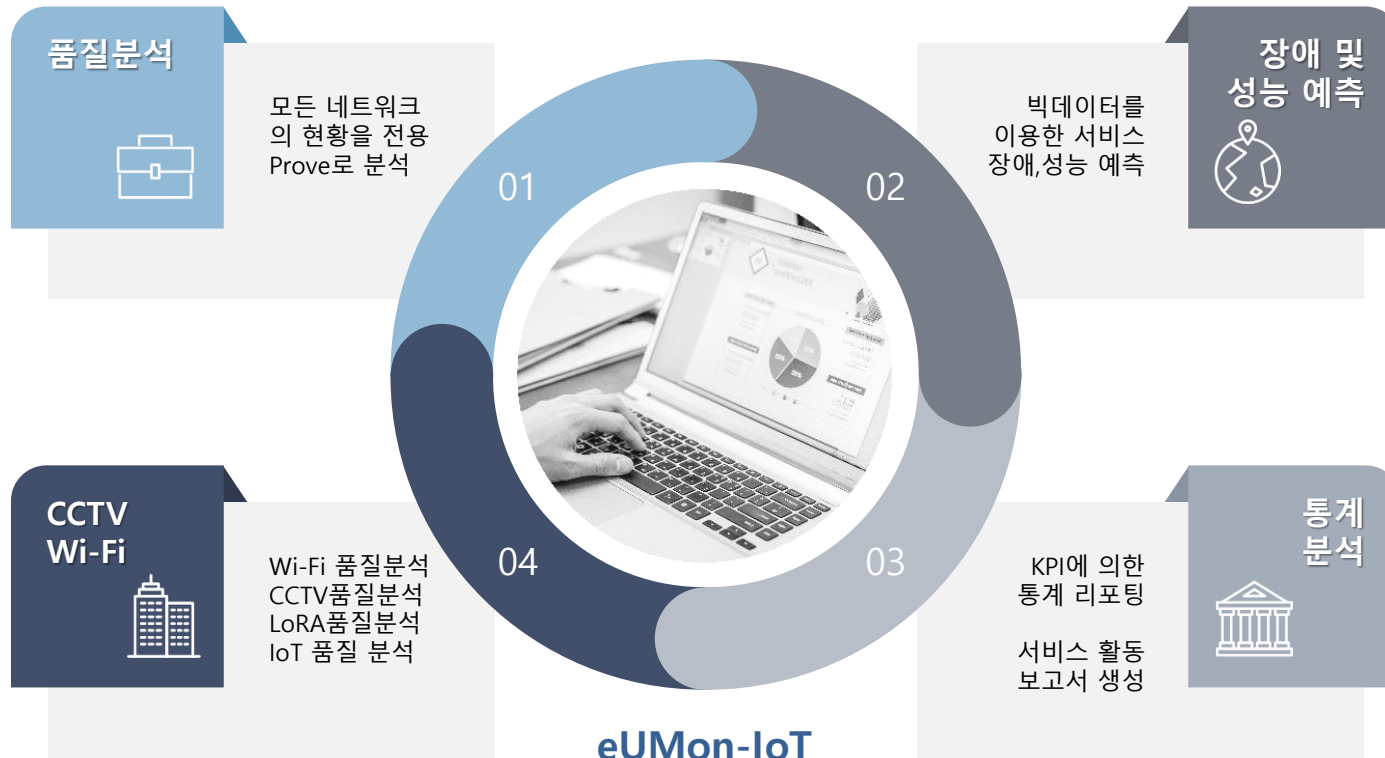 품질분석
모든 네트워크
의 현황을 전용
Prove로 분석
01
장애 및
성능 예측
빅데이터를
이용한 서비스
장애,성능 예측
02
CCTV
Wi-Fi
Wi-Fi 품질분석
CCTV품질분석
LoRA품질분석
IoT 품질 분석
04
통계
분석
KPI에 의한
통계 리포팅
서비스 활동
보고서 생성
03
eUMon-IoT